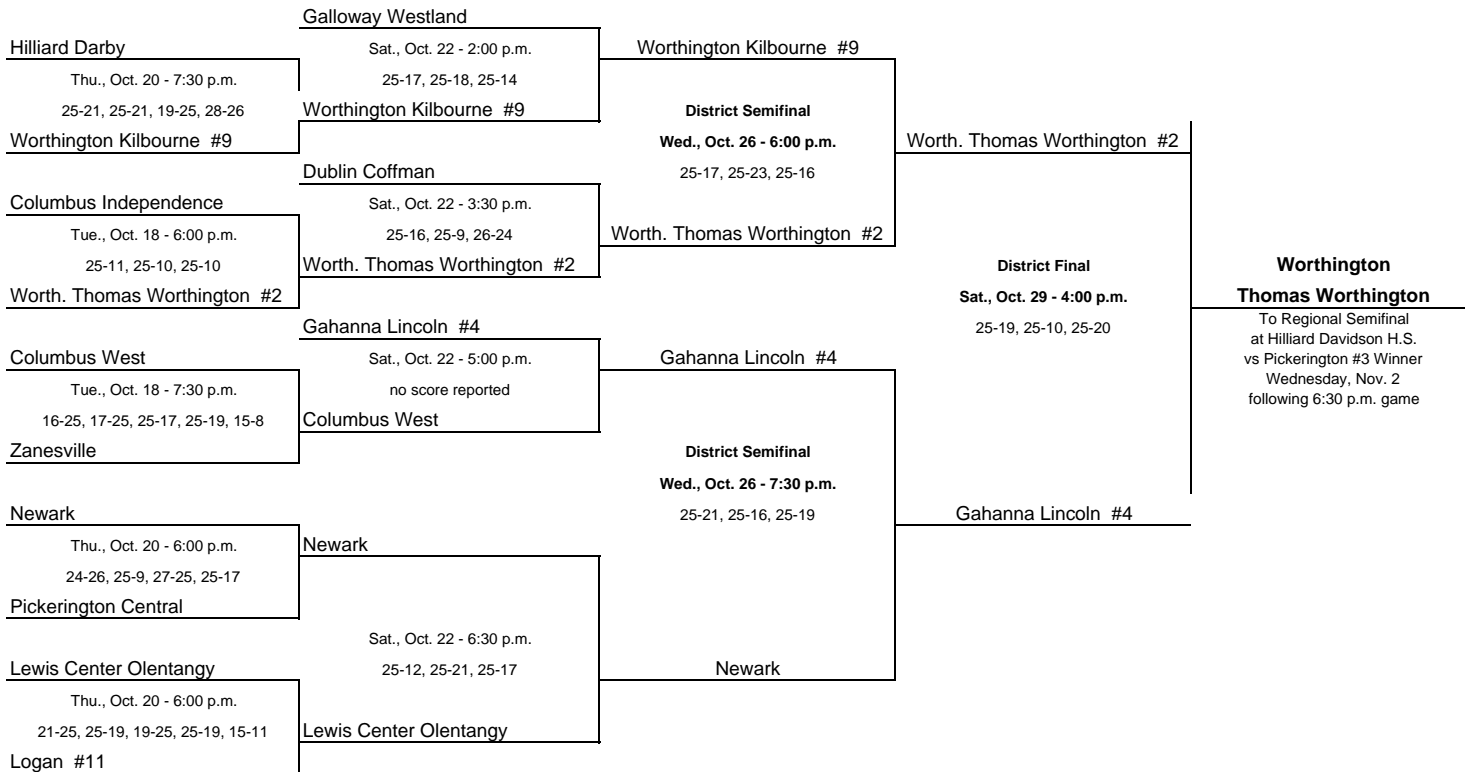 Galloway Westland
Hilliard Darby
Sat., Oct. 22 - 2:00 p.m.
Worthington Kilbourne #9
Thu., Oct. 20 - 7:30 p.m.
25-17, 25-18, 25-14
25-21, 25-21, 19-25, 28-26
Worthington Kilbourne #9
District Semifinal
Worthington Kilbourne #9
Wed., Oct. 26 - 6:00 p.m.
Worth. Thomas Worthington #2
Dublin Coffman
25-17, 25-23, 25-16
Columbus Independence
Sat., Oct. 22 - 3:30 p.m.
Tue., Oct. 18 - 6:00 p.m.
25-16, 25-9, 26-24
Worth. Thomas Worthington #2
25-11, 25-10, 25-10
Worth. Thomas Worthington #2
District Final
Worthington
Worth. Thomas Worthington #2
Sat., Oct. 29 - 4:00 p.m.
Thomas Worthington
Gahanna Lincoln #4
25-19, 25-10, 25-20
To Regional Semifinal
at Hilliard Davidson H.S.
Columbus West
Sat., Oct. 22 - 5:00 p.m.
Gahanna Lincoln #4
vs Pickerington #3 Winner
Wednesday, Nov. 2
Tue., Oct. 18 - 7:30 p.m.
no score reported
following 6:30 p.m. game
16-25, 17-25, 25-17, 25-19, 15-8
Columbus West
Zanesville
District Semifinal
Wed., Oct. 26 - 7:30 p.m.
Newark
25-21, 25-16, 25-19
Gahanna Lincoln #4
Thu., Oct. 20 - 6:00 p.m.
Newark
24-26, 25-9, 27-25, 25-17
Pickerington Central
Sat., Oct. 22 - 6:30 p.m.
Lewis Center Olentangy
25-12, 25-21, 25-17
Newark
Thu., Oct. 20 - 6:00 p.m.
21-25, 25-19, 19-25, 25-19, 15-11
Lewis Center Olentangy
Logan #11